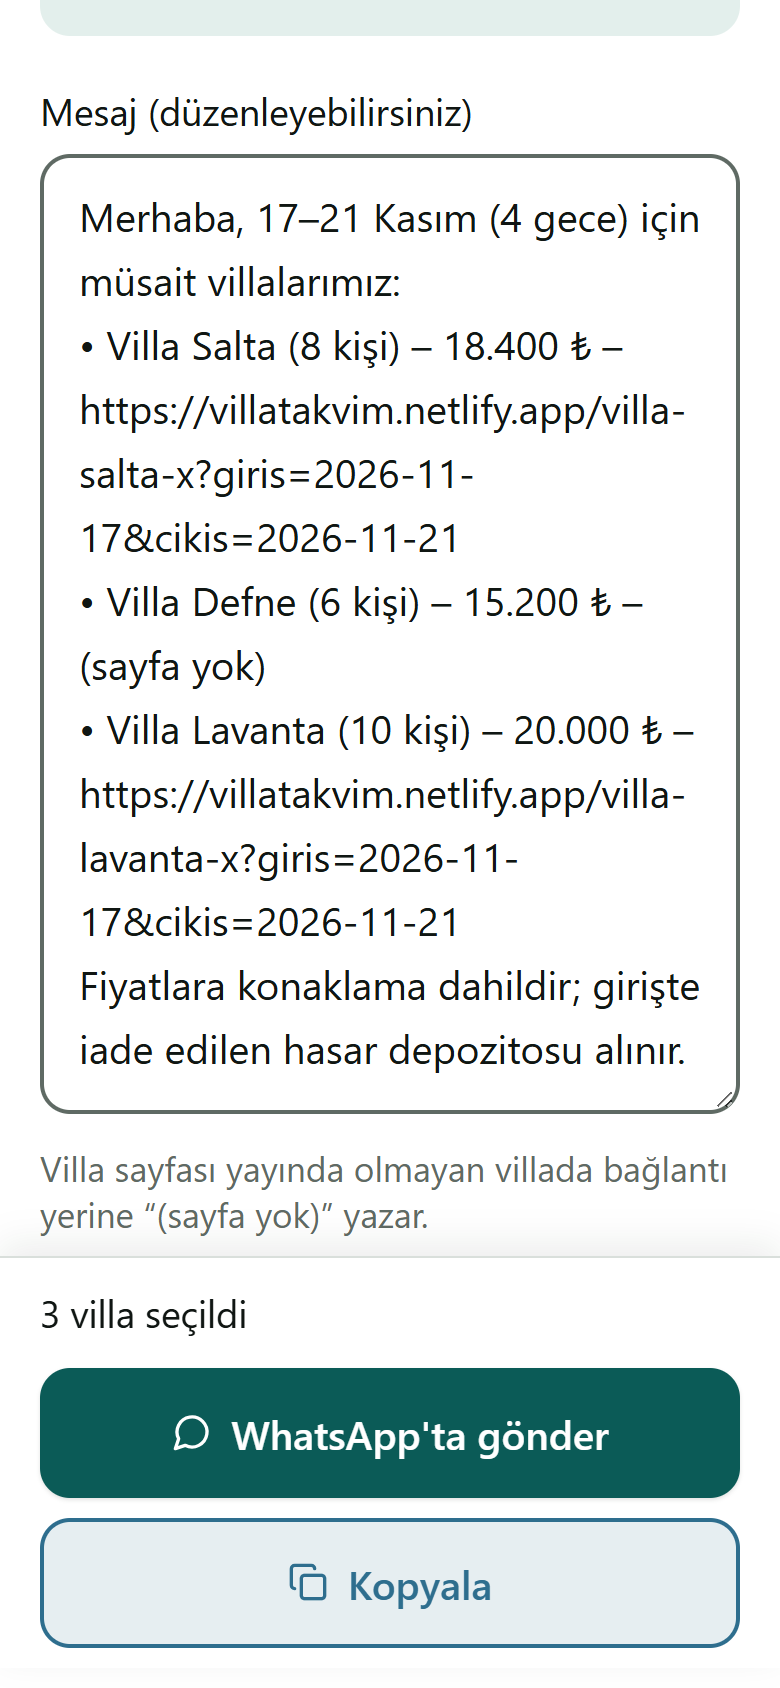 Mesaj (düzenleyebilirsiniz)
Merhaba, 17–21 Kasım (4 gece) için
müsait villalarımız:
• Villa Salta (8 kişi) – 18.400 ₺ –
https://villatakvim.netlify.app/villa-
salta-x?giris=2026-11-
17&cikis=2026-11-21
• Villa Defne (6 kişi) – 15.200 ₺ –
(sayfa yok)
• Villa Lavanta (10 kişi) – 20.000 ₺ –
https://villatakvim.netlify.app/villa-
lavanta-x?giris=2026-11-
17&cikis=2026-11-21
Fiyatlara konaklama dahildir; girişte
iade edilen hasar depozitosu alınır.
Villa sayfası yayında olmayan villada bağlantı
yerine “(sayfa yok)” yazar.
3 villa seçildi
WhatsApp'ta gönder
Kopyala